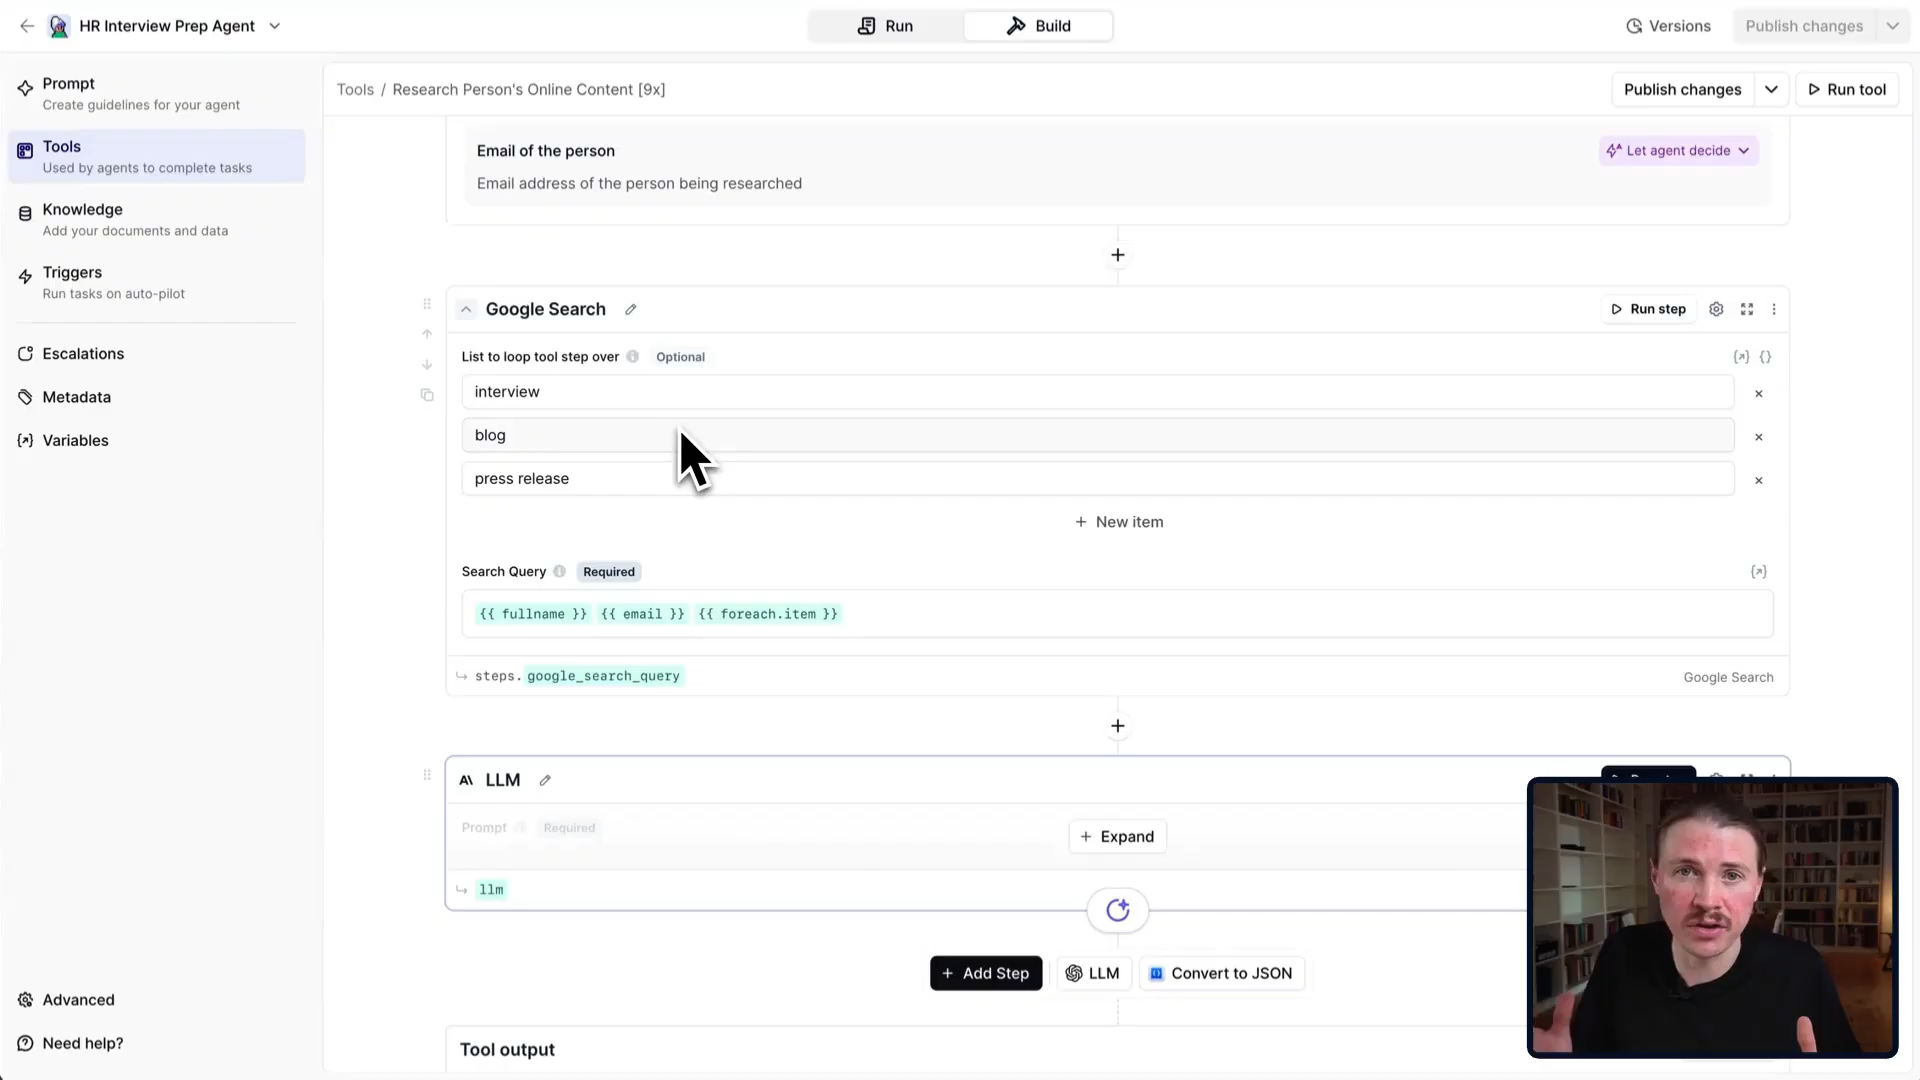 HR Interview Prep Agent
Run
Build
Versions
Publish changes
Prompt
Create guidelines for your agent
Tools
Used by agents to complete tasks
Knowledge
Add your documents and data
Triggers
Run tasks on auto-pilot
Escalations
Metadata
Variables
Advanced
Need help?
Tools / Research Person's Online Content [9x]
Publish changes
Run tool
Email of the person
Let agent decide
Email address of the person being researched
Google Search
Run step
List to loop tool step over
Optional
interview
blog
press release
+ New item
Search Query
Required
{{ fullname }} {{ email }} {{ foreach.item }}
steps.google_search_query
Google Search
LLM
Prompt
Required
+ Expand
llm
+ Add Step
LLM
Convert to JSON
Tool output